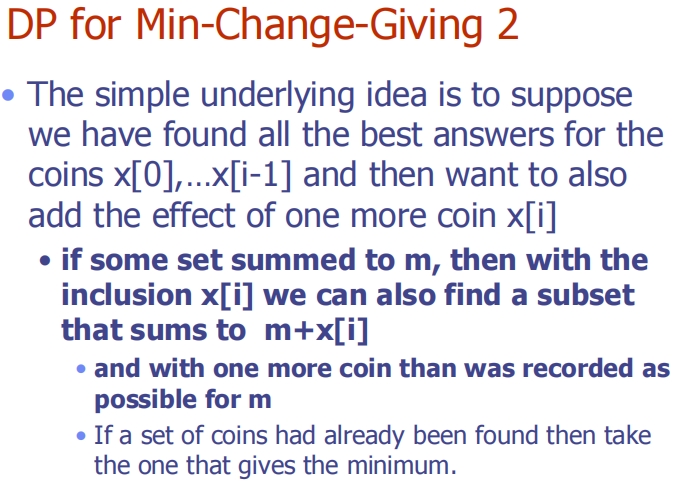 DP for Min-Change-Giving 2
• The simple underlying idea is to suppose
we have found all the best answers for the
coins x[0],…x[i-1] and then want to also
add the effect of one more coin x[i]
• if some set summed to m, then with the
inclusion x[i] we can also find a subset
that sums to m+x[i]
• and with one more coin than was recorded as
possible for m
• If a set of coins had already been found then take
the one that gives the minimum.